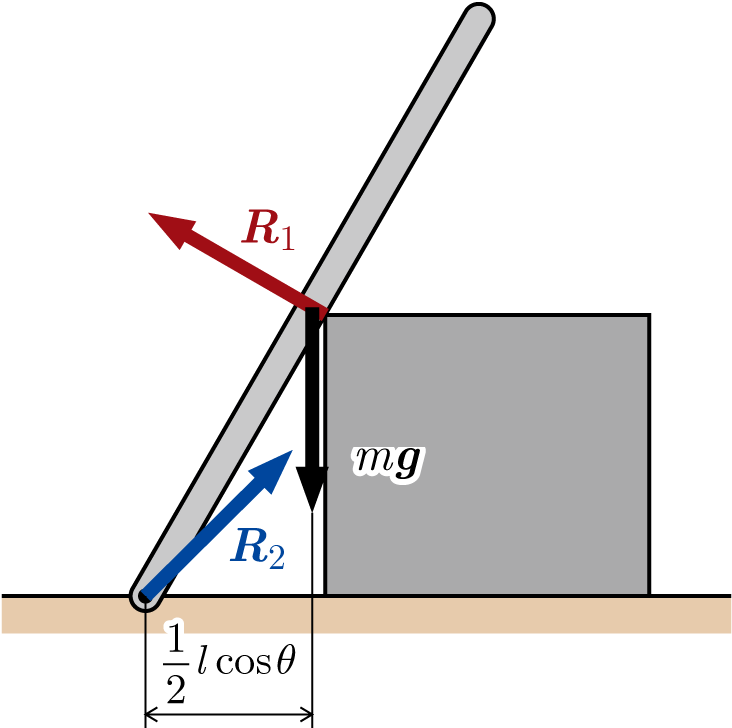 R₁
mg
R₂
1/2 l cos θ